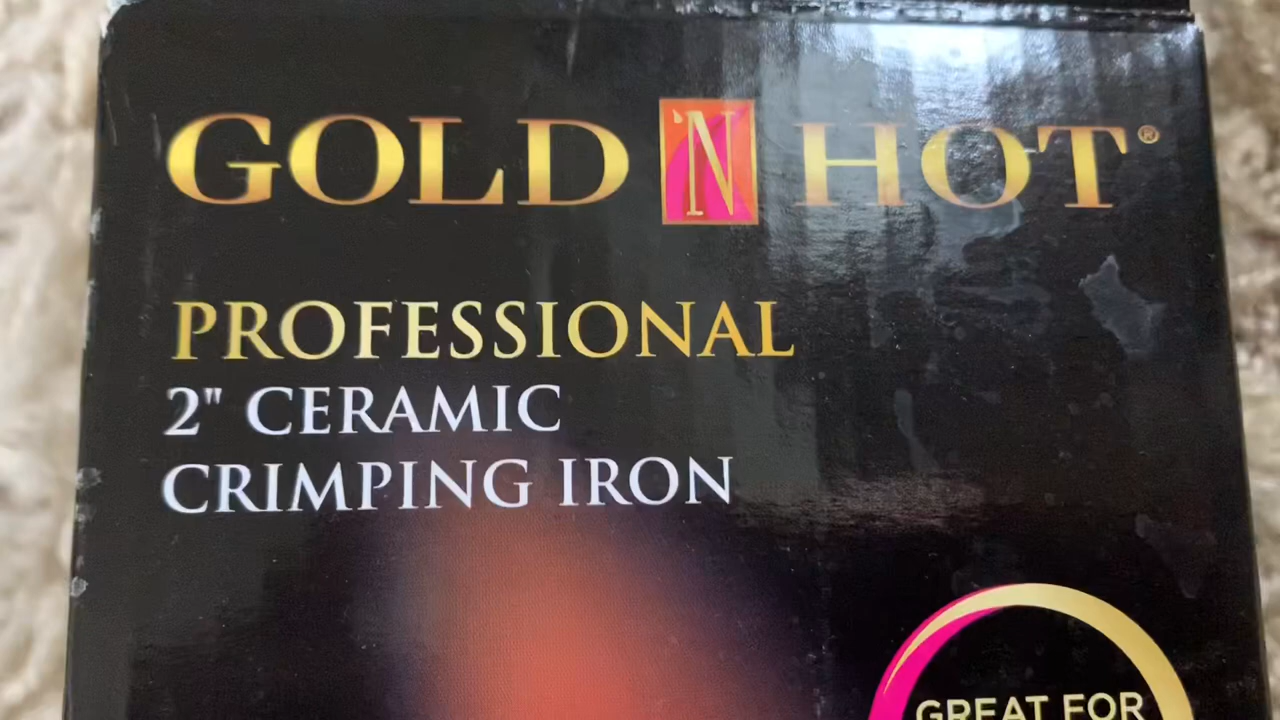 GOLD 'N HOT®
PROFESSIONAL
2" CERAMIC
CRIMPING IRON
GREAT FOR